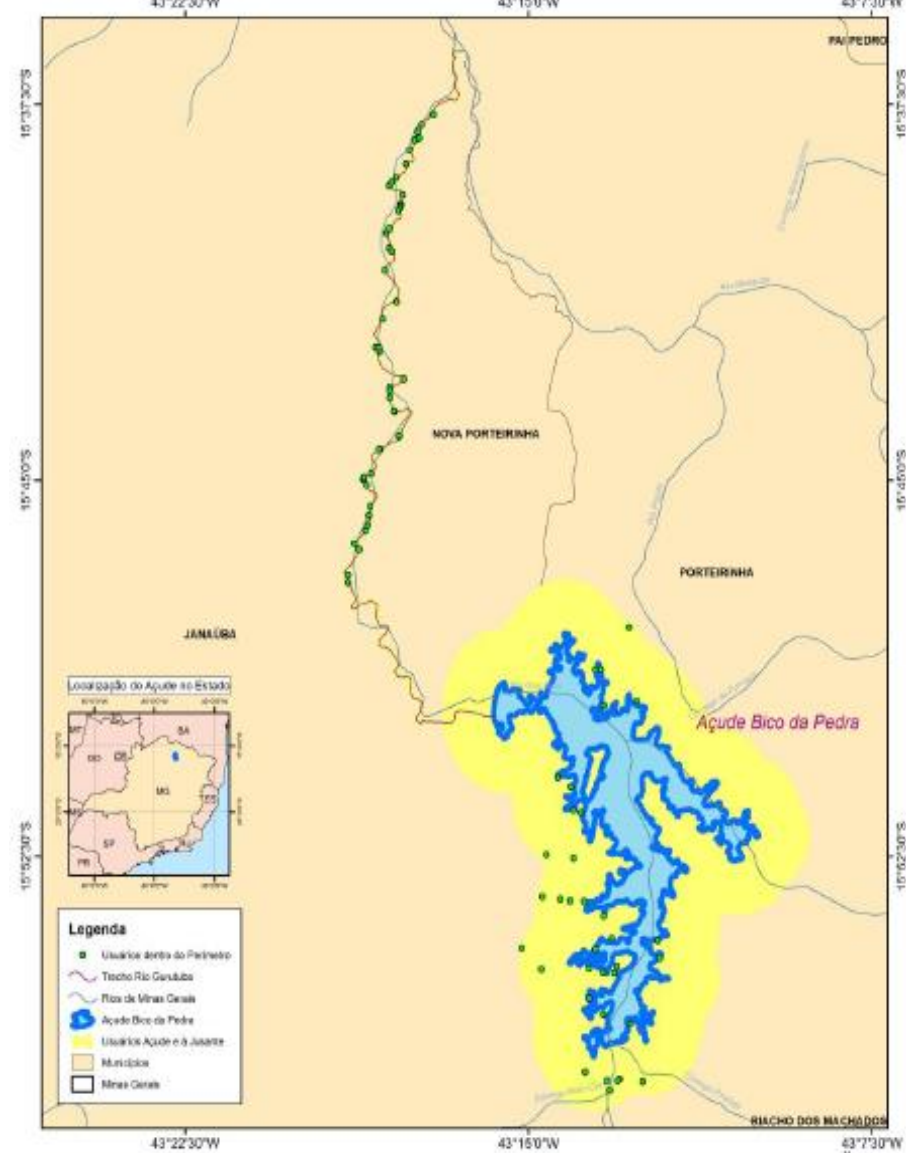 43°22'30"W 43°15'0"W 43°7'30"W
PAI PEDRO
15°37'30"S 15°37'30"S
NOVA PORTEIRINHA
15°45'0"S 15°45'0"S
PORTEIRINHA
JANAÚBA
Localização do Açude no Estado
BA
GO
MG
ES
SP
PR
Açude Bico da Pedra
15°52'30"S 15°52'30"S
Legenda
Usuários dentro do Perímetro
Trecho Rio Gurutuba
Rios de Minas Gerais
Açude Bico da Pedra
Usuários Açude e à Jusante
Municípios
Minas Gerais
RIACHO DOS MACHADOS
43°22'30"W 43°15'0"W 43°7'30"W